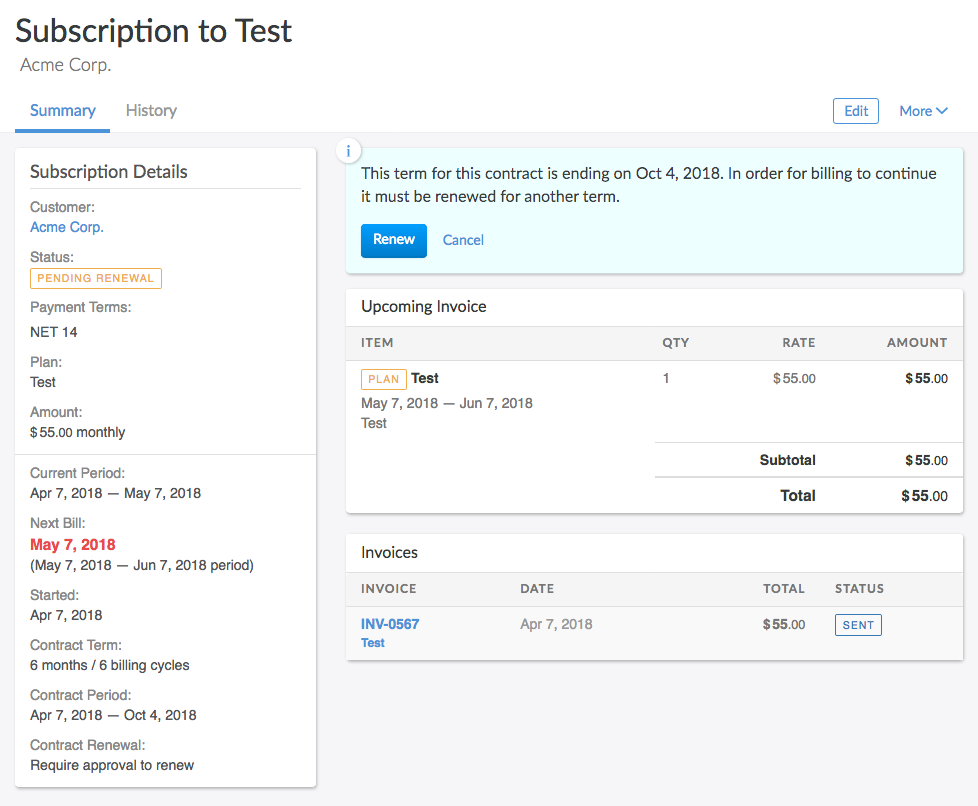 Subscription to Test
Acme Corp.
Summary History Edit More
Subscription Details
Customer:
Acme Corp.
Status:
PENDING RENEWAL
Payment Terms:
NET 14
Plan:
Test
Amount:
$55.00 monthly
Current Period:
Apr 7, 2018 — May 7, 2018
Next Bill:
May 7, 2018
(May 7, 2018 — Jun 7, 2018 period)
Started:
Apr 7, 2018
Contract Term:
6 months / 6 billing cycles
Contract Period:
Apr 7, 2018 — Oct 4, 2018
Contract Renewal:
Require approval to renew
i
This term for this contract is ending on Oct 4, 2018. In order for billing to continue
it must be renewed for another term.
Renew Cancel
Upcoming Invoice
ITEM QTY RATE AMOUNT
PLAN Test 1 $55.00 $55.00
May 7, 2018 — Jun 7, 2018
Test
Subtotal $55.00
Total $55.00
Invoices
INVOICE DATE TOTAL STATUS
INV-0567 Apr 7, 2018 $55.00 SENT
Test